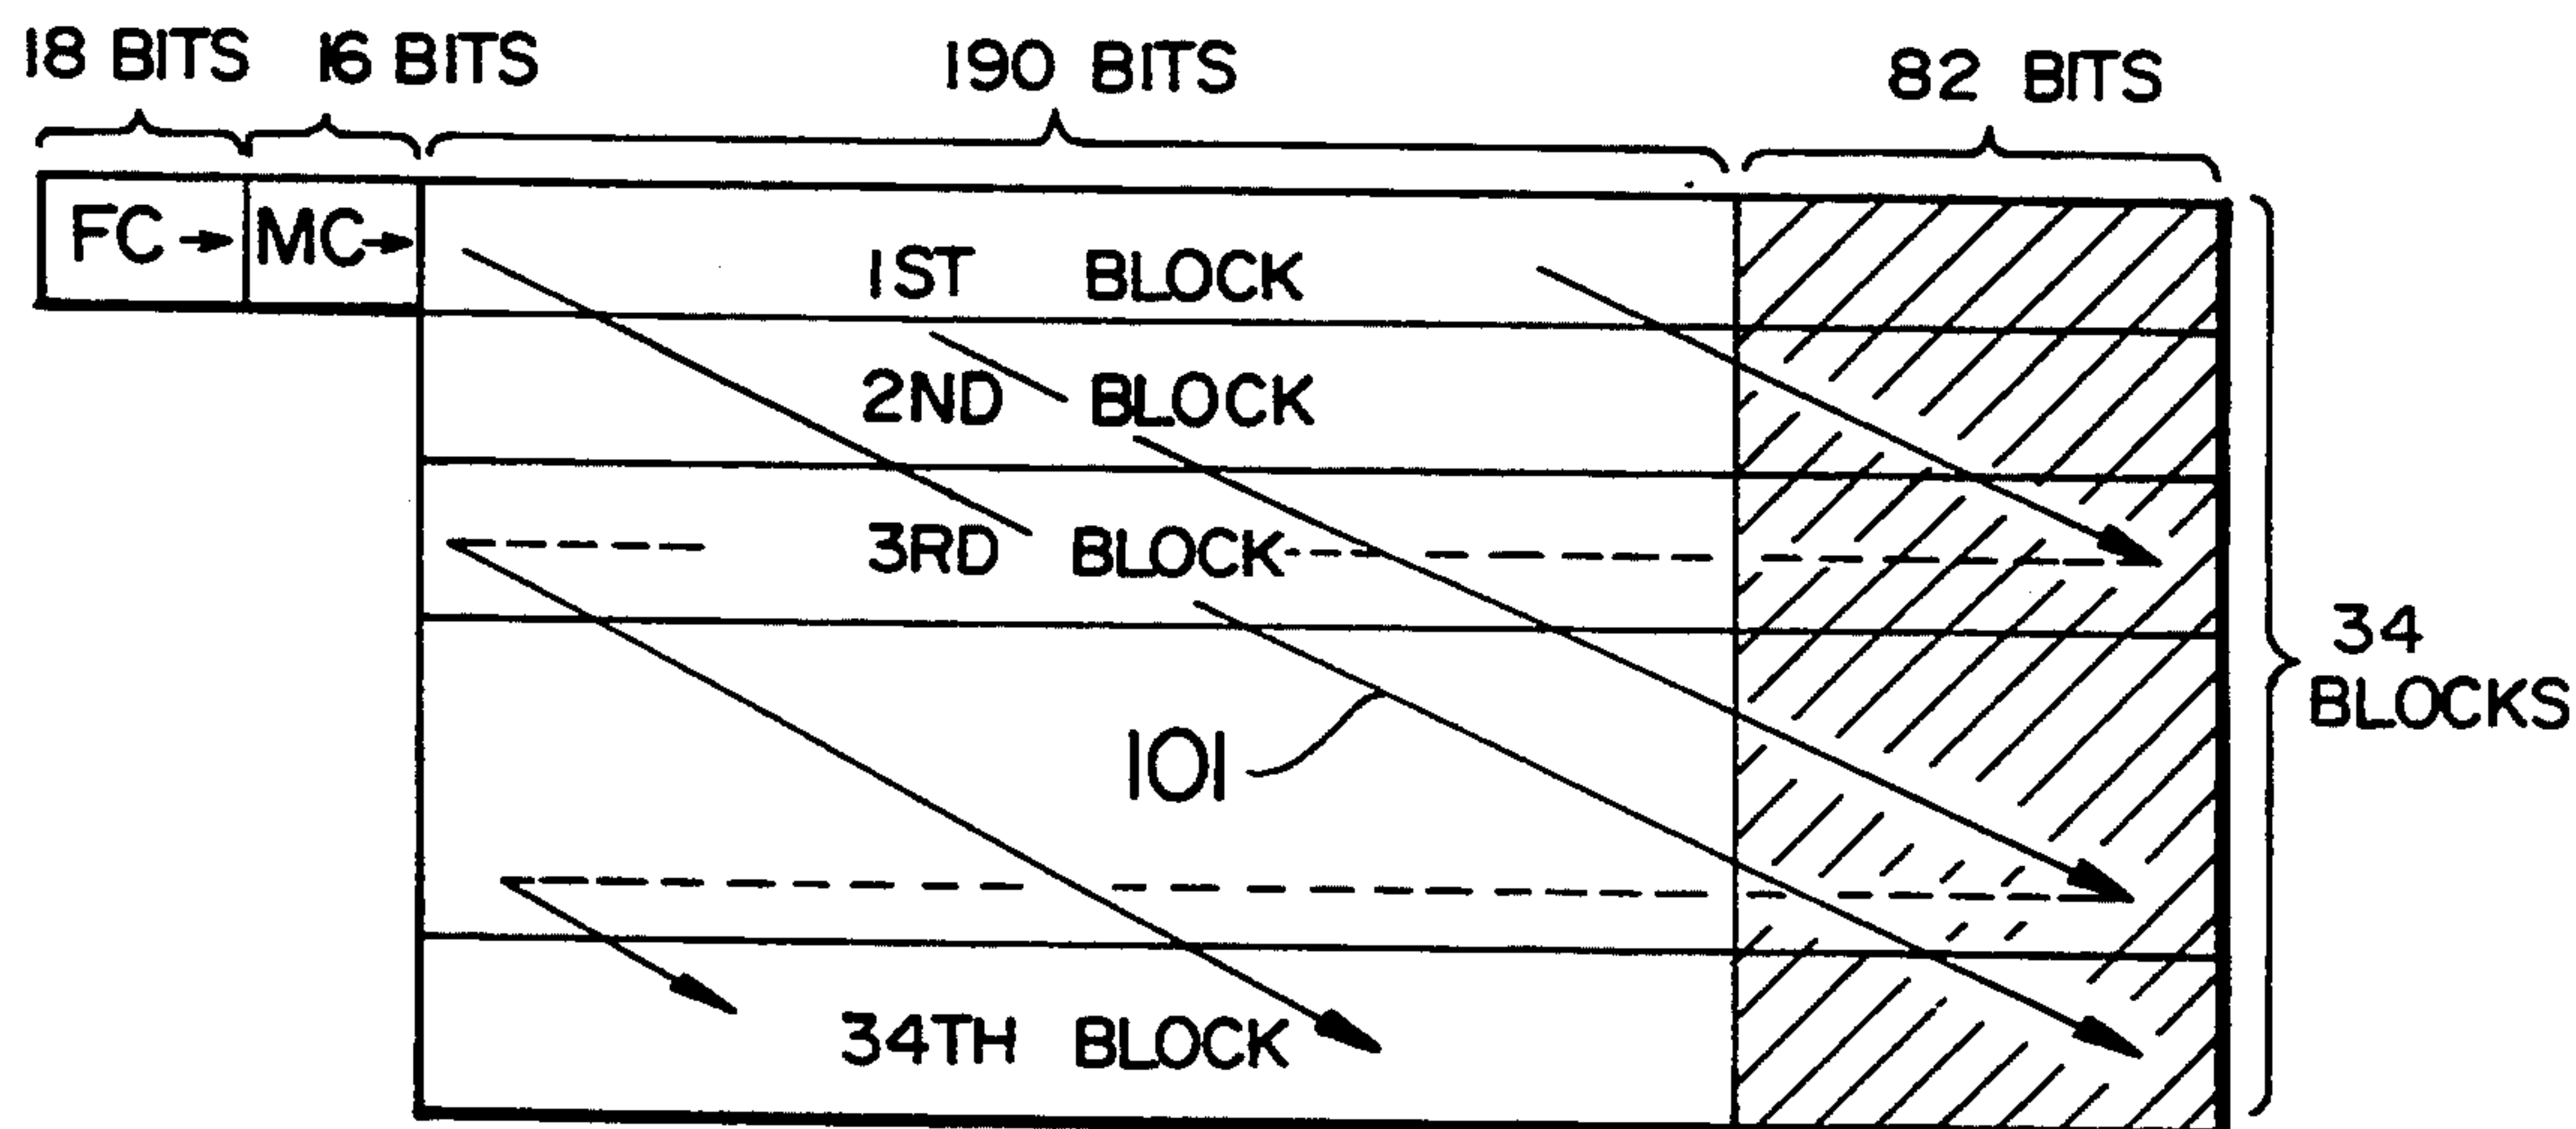 18 BITS 16 BITS 190 BITS 82 BITS
FC MC
1ST BLOCK
2ND BLOCK
3RD BLOCK
34
BLOCKS
101
34TH BLOCK